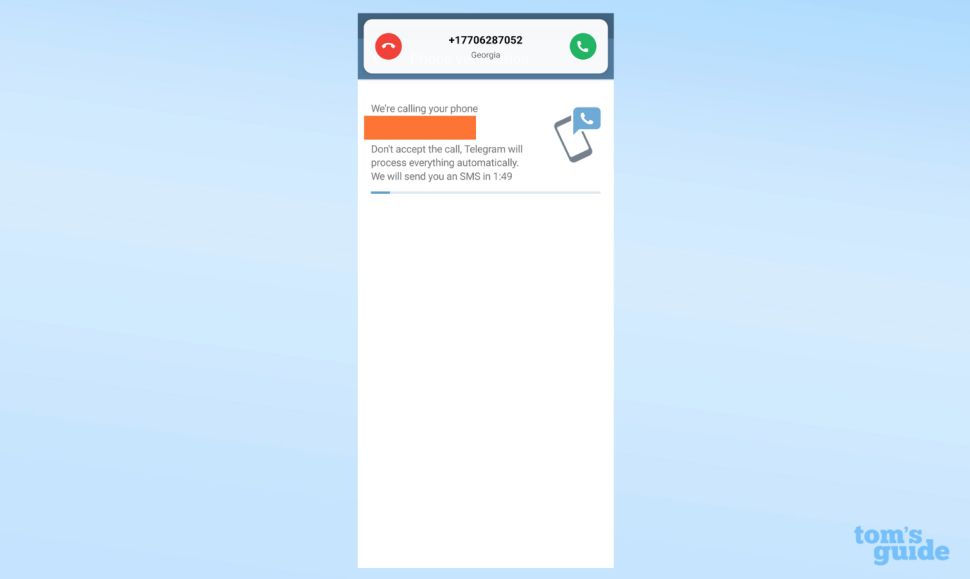 +17706287052
Georgia
We're calling your phone
Don't accept the call, Telegram will
process everything automatically.
We will send you an SMS in 1:49
tom's
guide